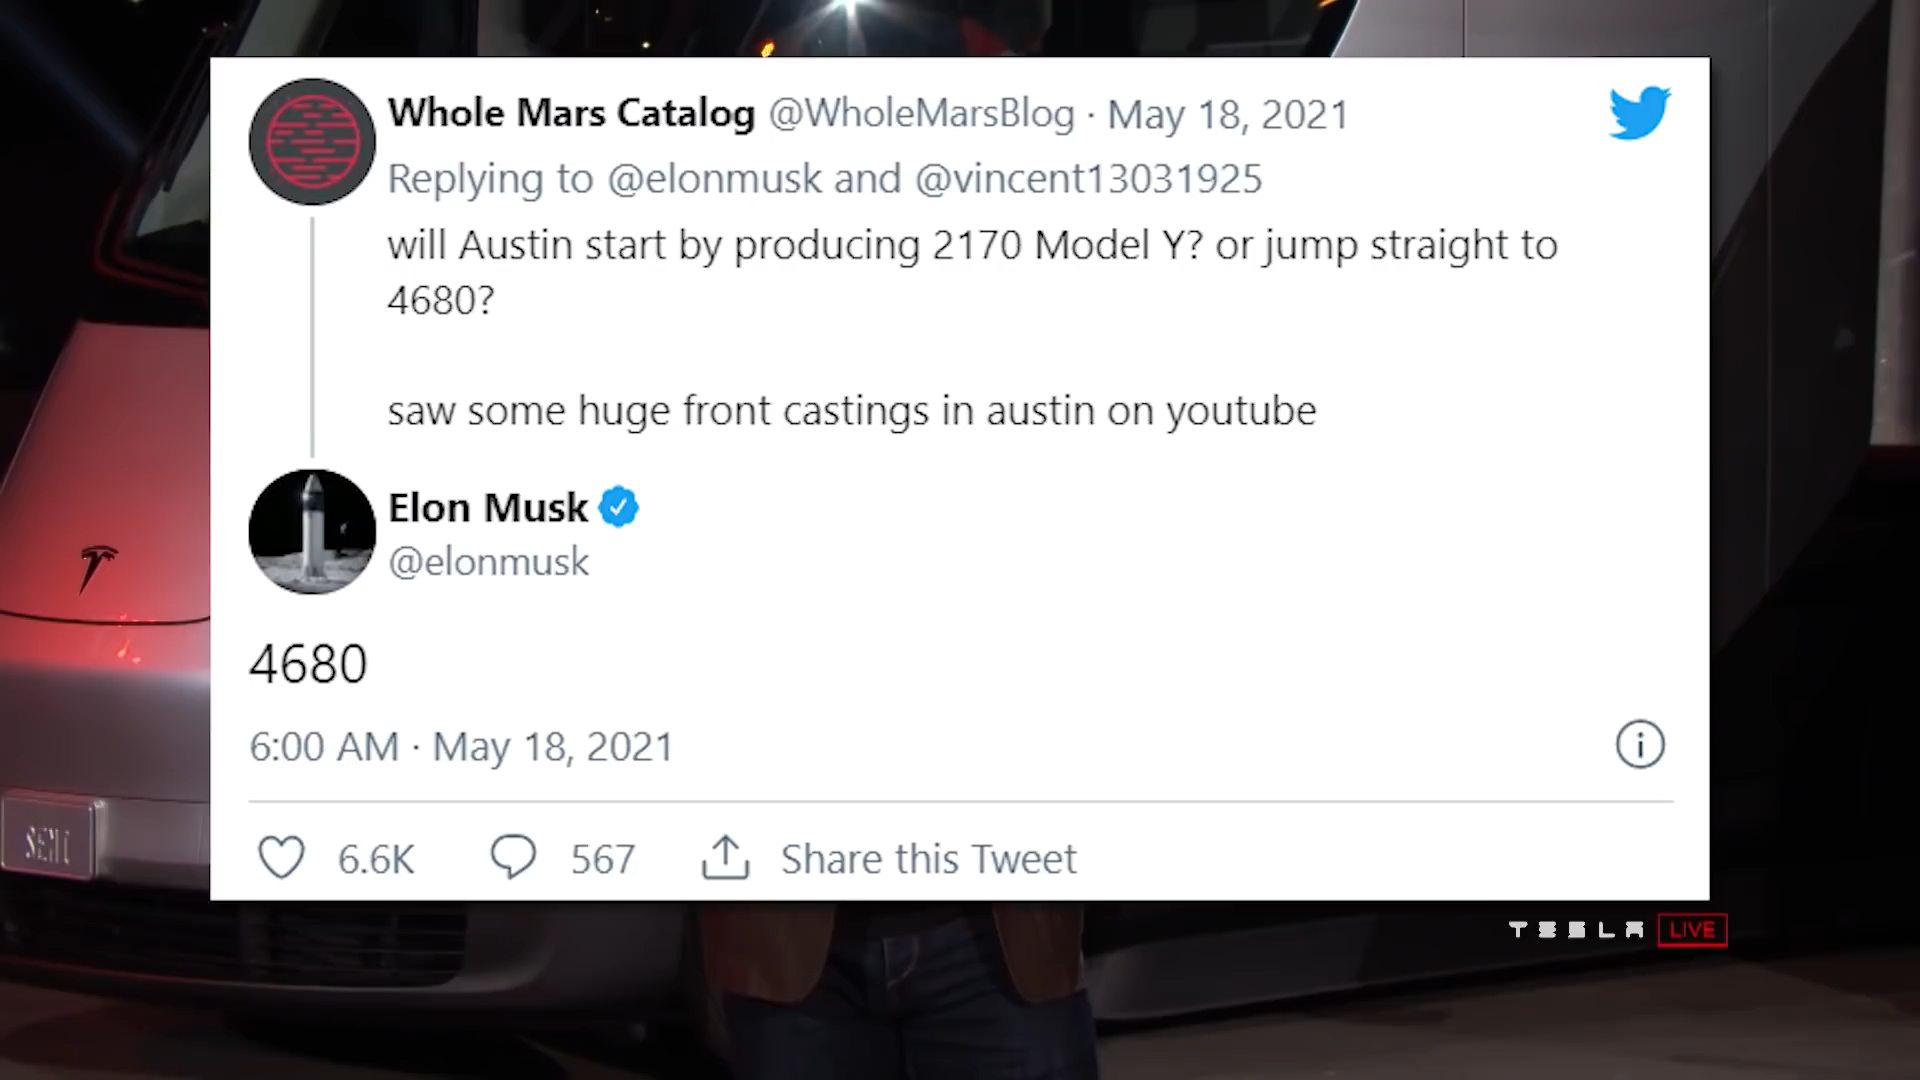 Whole Mars Catalog @WholeMarsBlog · May 18, 2021
Replying to @elonmusk and @vincent13031925
will Austin start by producing 2170 Model Y? or jump straight to
4680?
saw some huge front castings in austin on youtube
Elon Musk
@elonmusk
4680
6:00 AM · May 18, 2021
6.6K 567 Share this Tweet
SEMI
TESLA LIVE